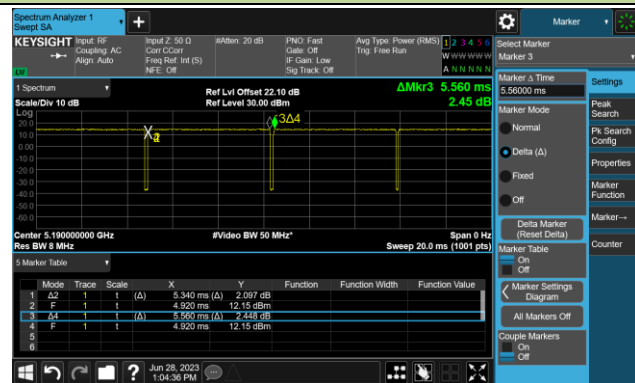 Spectrum Analyzer 1
Swept SA
Marker
KEYSIGHT Input: RF Input Z: 50 Ω #Atten: 20 dB PNO: Fast Avg Type: Power (RMS) 1 2 3 4 5 6
Coupling: AC Corr CCorr Gate: Off Trig: Free Run W W W W W W
Align: Auto Freq Ref: Int (S) IF Gain: Low A N N N N N
NFE: Off Sig Track: Off
Select Marker
Marker 3
1 Spectrum
Ref Lvl Offset 22.10 dB
ΔMkr3 5.560 ms
Scale/Div 10 dB Ref Level 30.00 dBm 2.45 dB
Log
20.0
10.0
0.00
-10.0
-20.0
-30.0
-40.0
-50.0
-60.0
3Δ4
Center 5.190000000 GHz #Video BW 50 MHz* Span 0 Hz
Res BW 8 MHz Sweep 20.0 ms (1001 pts)
5 Marker Table
Mode Trace Scale X Y Function Function Width Function Value
1 Δ2 1 t (Δ) 5.340 ms (Δ) 2.097 dB
2 F 1 t 4.920 ms 12.15 dBm
3 Δ4 1 t (Δ) 5.560 ms (Δ) 2.448 dB
4 F 1 t 4.920 ms 12.15 dBm
5
6
Marker Δ Time
5.56000 ms
Marker Mode
Normal
Delta (Δ)
Fixed
Off
Delta Marker
(Reset Delta)
Marker Table
On
Off
Marker Settings
Diagram
All Markers Off
Couple Markers
On
Off
Settings
Peak
Search
Pk Search
Config
Properties
Marker
Function
Marker→
Counter
? Jun 28, 2023
1:04:36 PM